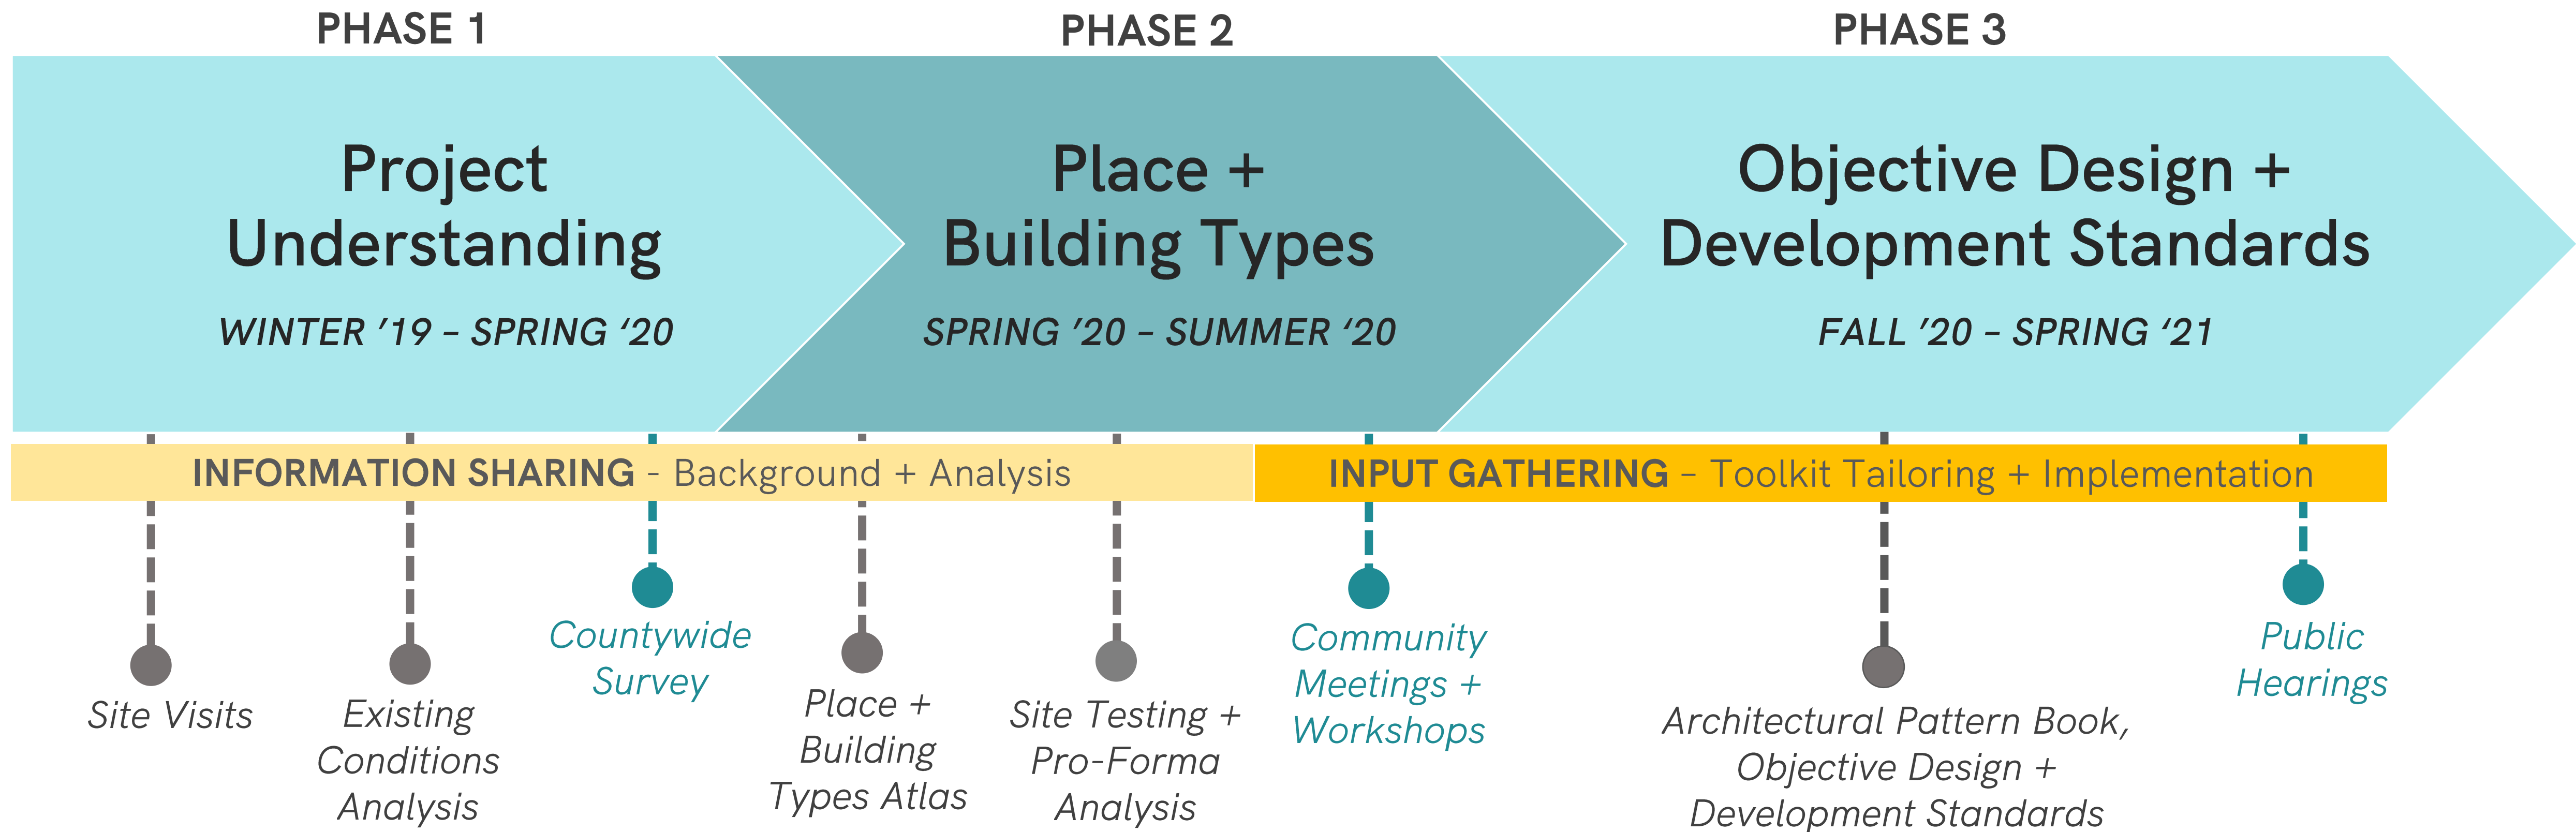 PHASE 1
Project
Understanding
WINTER ’19 – SPRING ‘20
PHASE 2
Place +
Building Types
SPRING ’20 – SUMMER ‘20
PHASE 3
Objective Design +
Development Standards
FALL ’20 – SPRING ‘21
INFORMATION SHARING - Background + Analysis
INPUT GATHERING – Toolkit Tailoring + Implementation
Site Visits
Existing
Conditions
Analysis
Countywide
Survey
Place +
Building
Types Atlas
Site Testing +
Pro-Forma
Analysis
Community
Meetings +
Workshops
Architectural Pattern Book,
Objective Design +
Development Standards
Public
Hearings